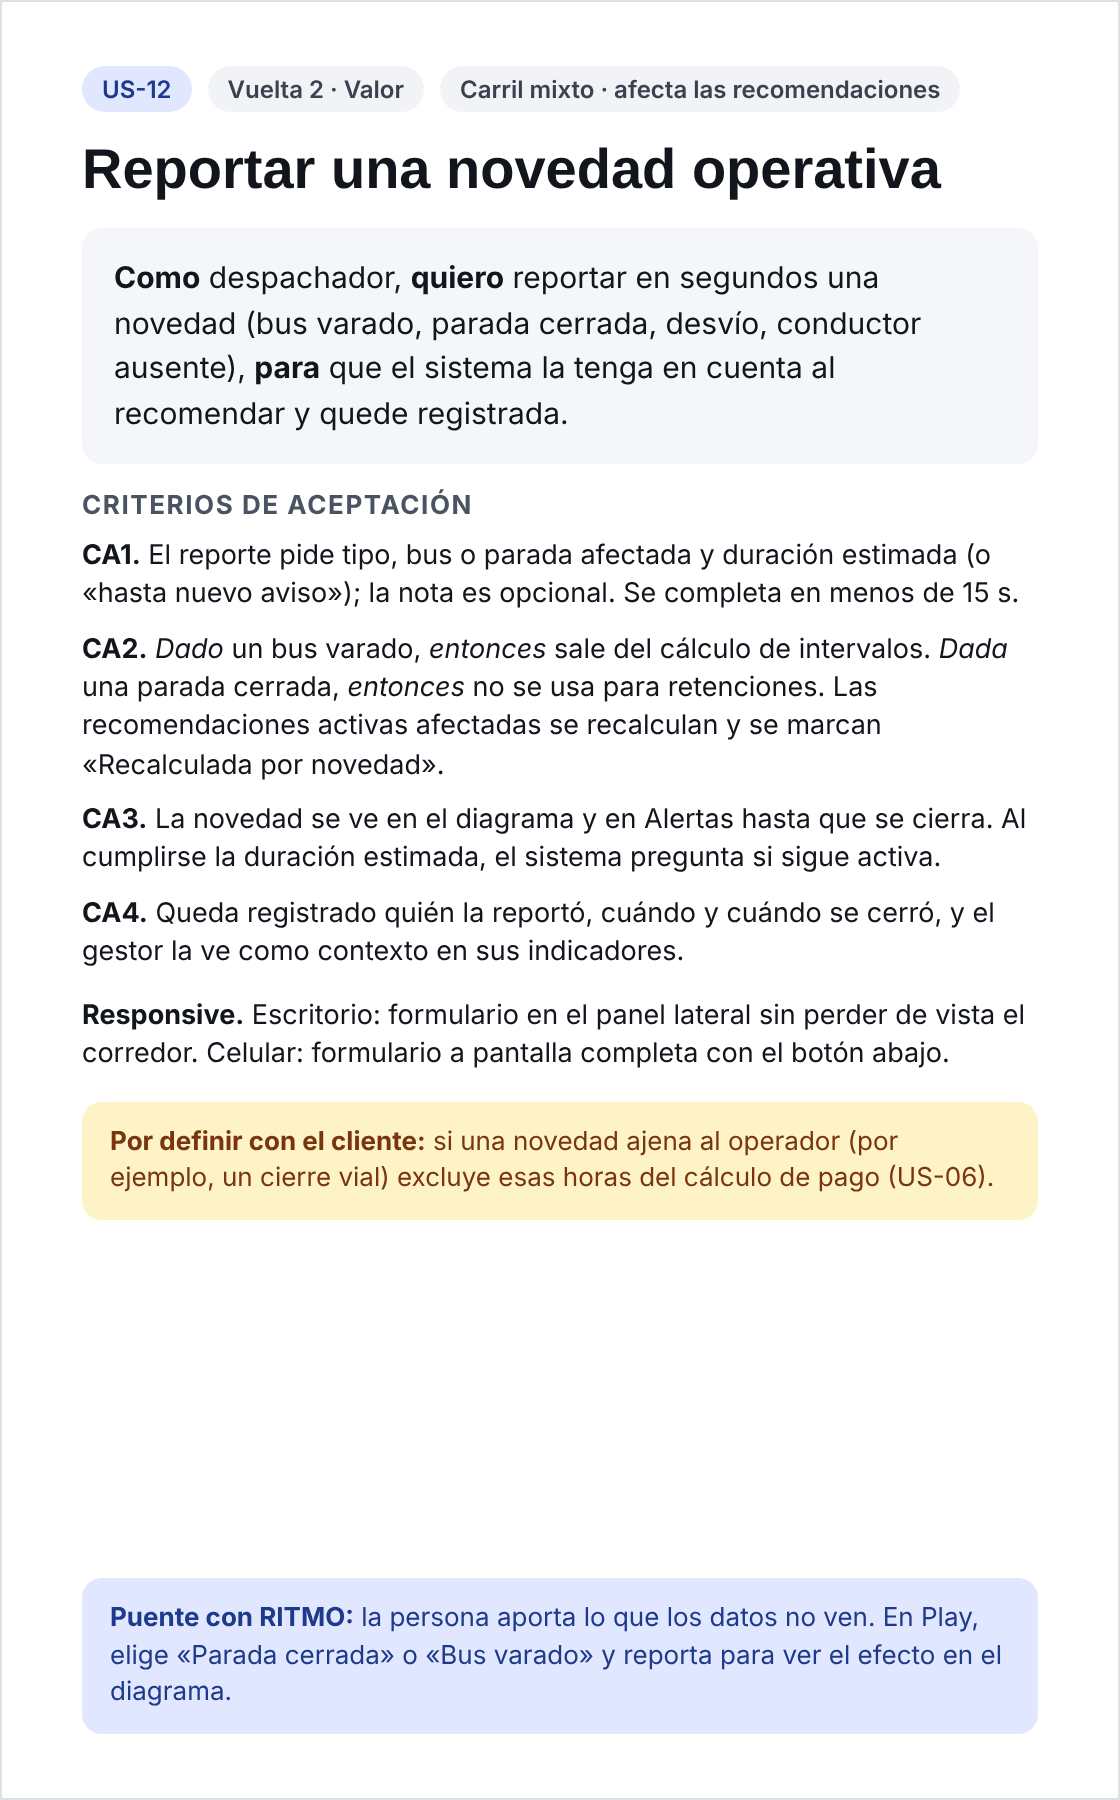 US-12
Vuelta 2 · Valor
Carril mixto · afecta las recomendaciones
Reportar una novedad operativa
Como despachador, quiero reportar en segundos una
novedad (bus varado, parada cerrada, desvío, conductor
ausente), para que el sistema la tenga en cuenta al
recomendar y quede registrada.
CRITERIOS DE ACEPTACIÓN
CA1. El reporte pide tipo, bus o parada afectada y duración estimada (o
«hasta nuevo aviso»); la nota es opcional. Se completa en menos de 15 s.
CA2. Dado un bus varado, entonces sale del cálculo de intervalos. Dada
una parada cerrada, entonces no se usa para retenciones. Las
recomendaciones activas afectadas se recalculan y se marcan
«Recalculada por novedad».
CA3. La novedad se ve en el diagrama y en Alertas hasta que se cierra. Al
cumplirse la duración estimada, el sistema pregunta si sigue activa.
CA4. Queda registrado quién la reportó, cuándo y cuándo se cerró, y el
gestor la ve como contexto en sus indicadores.
Responsive. Escritorio: formulario en el panel lateral sin perder de vista el
corredor. Celular: formulario a pantalla completa con el botón abajo.
Por definir con el cliente: si una novedad ajena al operador (por
ejemplo, un cierre vial) excluye esas horas del cálculo de pago (US-06).
Puente con RITMO: la persona aporta lo que los datos no ven. En Play,
elige «Parada cerrada» o «Bus varado» y reporta para ver el efecto en el
diagrama.